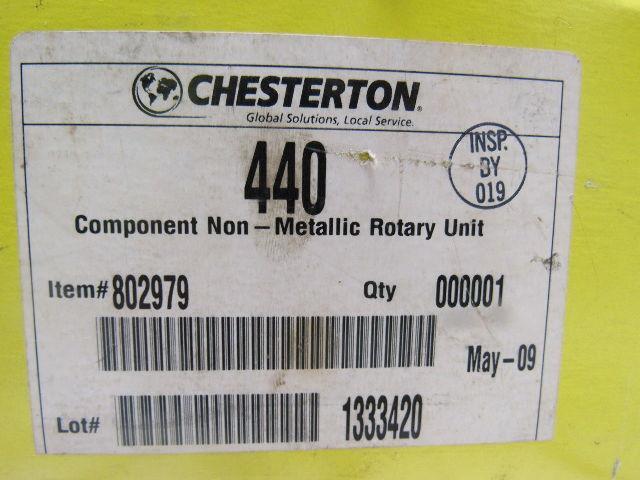 CHESTERTON®
Global Solutions, Local Service.
440
INSP.
BY
019
Component Non-Metallic Rotary Unit
Item# 802979 Qty 000001
May-09
Lot# 1333420